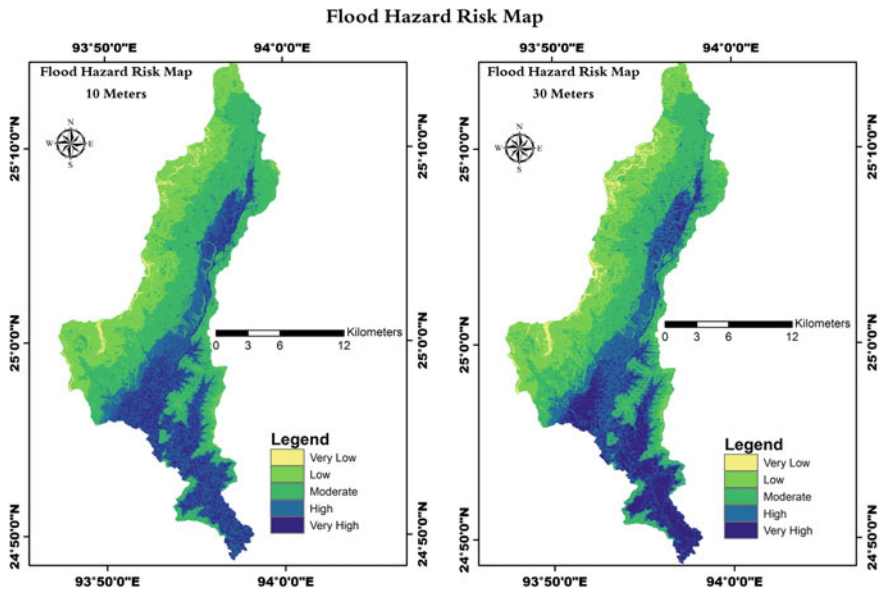 Flood Hazard Risk Map
93°50'0"E 94°0'0"E
Flood Hazard Risk Map
10 Meters
N
W E
S
25°10'0"N 25°10'0"N
Kilometers
0 3 6 12
25°0'0"N 25°0'0"N
Legend
Very Low
Low
Moderate
High
Very High
24°50'0"N 24°50'0"N
93°50'0"E 94°0'0"E
93°50'0"E 94°0'0"E
Flood Hazard Risk Map
30 Meters
N
W E
S
25°10'0"N 25°10'0"N
Kilometers
0 3 6 12
25°0'0"N 25°0'0"N
Legend
Very Low
Low
Moderate
High
Very High
24°50'0"N 24°50'0"N
93°50'0"E 94°0'0"E